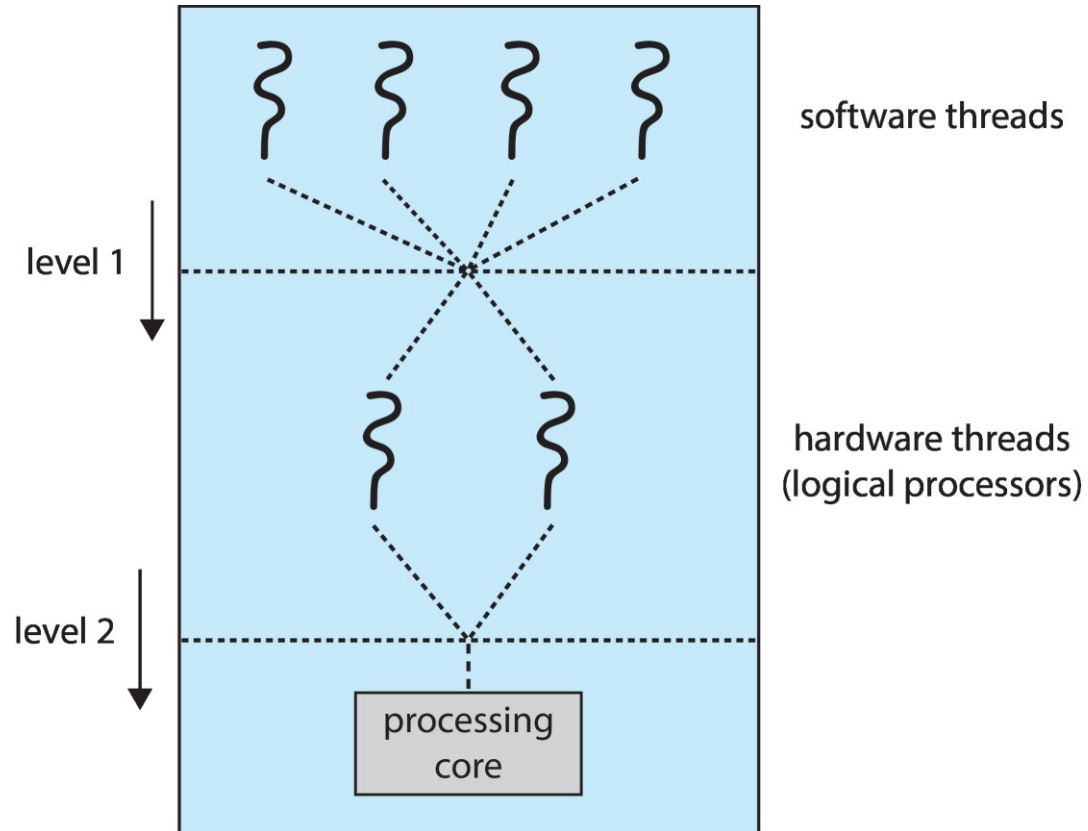 software threads
level 1
hardware threads
(logical processors)
level 2
processing
core